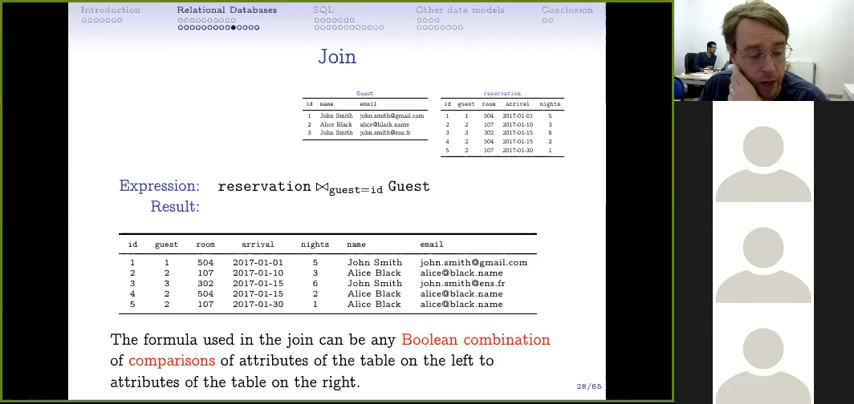 Introduction Relational Databases SQL Other data models Conclusion
Join
Guest
id name email
1 John Smith john.smith@gmail.com
2 Alice Black alice@black.name
3 John Smith john.smith@ens.fr
reservation
id guest room arrival nights
1 1 504 2017-01-01 5
2 2 107 2017-01-10 3
3 3 302 2017-01-15 6
4 2 504 2017-01-15 2
5 2 107 2017-01-30 1
Expression: reservation ⋈guest=id Guest
Result:
id guest room arrival nights name email
1 1 504 2017-01-01 5 John Smith john.smith@gmail.com
2 2 107 2017-01-10 3 Alice Black alice@black.name
3 3 302 2017-01-15 6 John Smith john.smith@ens.fr
4 2 504 2017-01-15 2 Alice Black alice@black.name
5 2 107 2017-01-30 1 Alice Black alice@black.name
The formula used in the join can be any Boolean combination
of comparisons of attributes of the table on the left to
attributes of the table on the right.
28/65